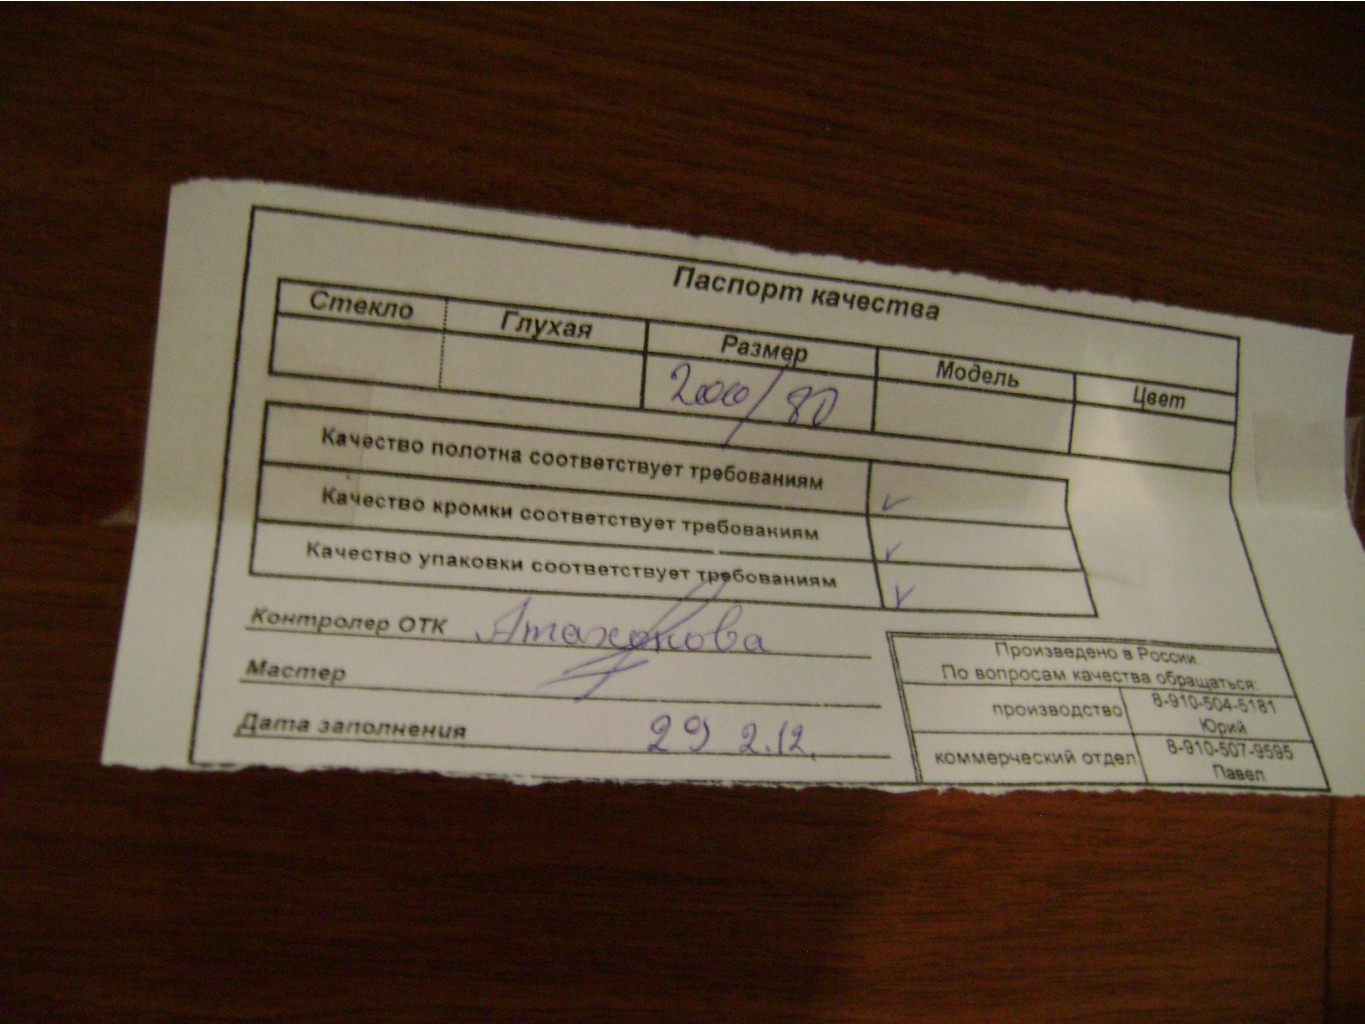 Паспорт качества
Стекло Глухая Размер Модель Цвет
2000/80
Качество полотна соответствует требованиям
Качество кромки соответствует требованиям
Качество упаковки соответствует требованиям
Контролер ОТК Атаханова
Мастер
Дата заполнения 29 2.12.
Произведено в России.
По вопросам качества обращаться:
производство 8-910-504-5181
Юрий
коммерческий отдел 8-910-507-9595
Павел